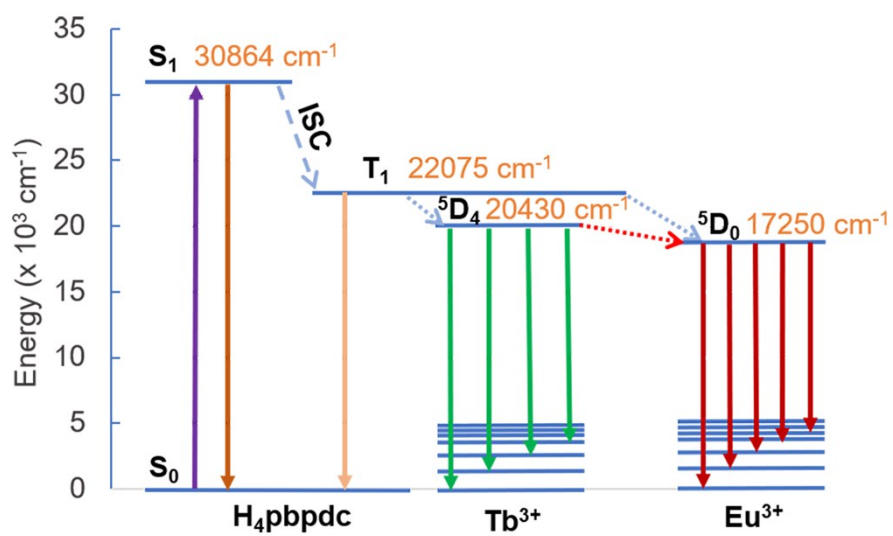 Energy (x 10³ cm⁻¹)
35
30
25
20
15
10
5
0
S₁ 30864 cm⁻¹
ISC
T₁ 22075 cm⁻¹
⁵D₄ 20430 cm⁻¹
⁵D₀ 17250 cm⁻¹
S₀
H₄pbpdc
Tb³⁺
Eu³⁺